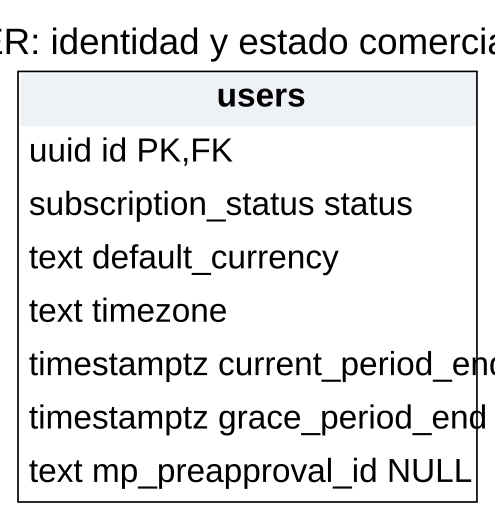 ER: identidad y estado comercia
users
uuid id PK,FK
subscription_status status
text default_currency
text timezone
timestamptz current_period_end
timestamptz grace_period_end
text mp_preapproval_id NULL